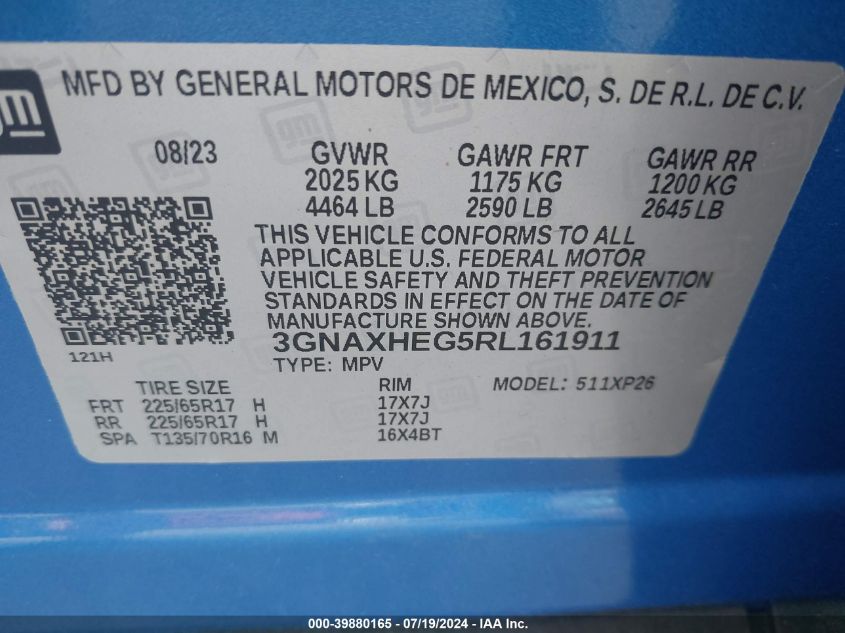 gm
MFD BY GENERAL MOTORS DE MEXICO, S. DE R.L. DE C.V.
08/23 GVWR GAWR FRT GAWR RR
2025 KG 1175 KG 1200 KG
4464 LB 2590 LB 2645 LB
THIS VEHICLE CONFORMS TO ALL
APPLICABLE U.S. FEDERAL MOTOR
VEHICLE SAFETY AND THEFT PREVENTION
STANDARDS IN EFFECT ON THE DATE OF
MANUFACTURE SHOWN ABOVE.
3GNAXHEG5RL161911
121H
TYPE: MPV
TIRE SIZE RIM MODEL: 511XP26
FRT 225/65R17 H 17X7J
RR 225/65R17 H 17X7J
SPA T135/70R16 M 16X4BT
000-39880165 - 07/19/2024 - IAA Inc.